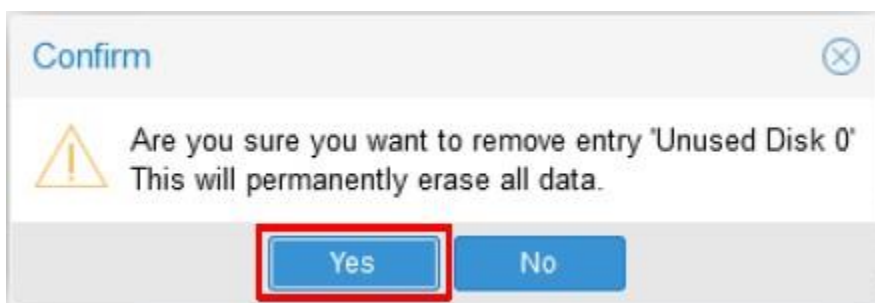 Confirm
Are you sure you want to remove entry 'Unused Disk 0'
This will permanently erase all data.
Yes
No